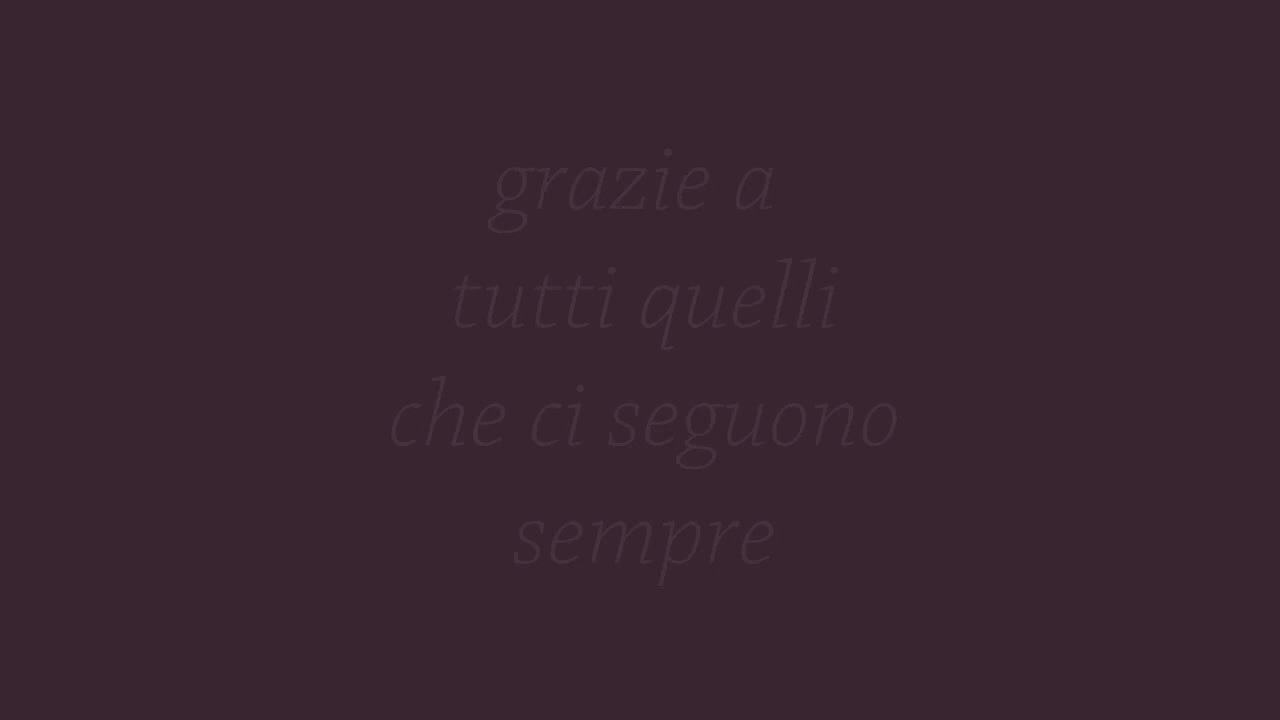 grazie a
tutti quelli
che ci seguono
sempre